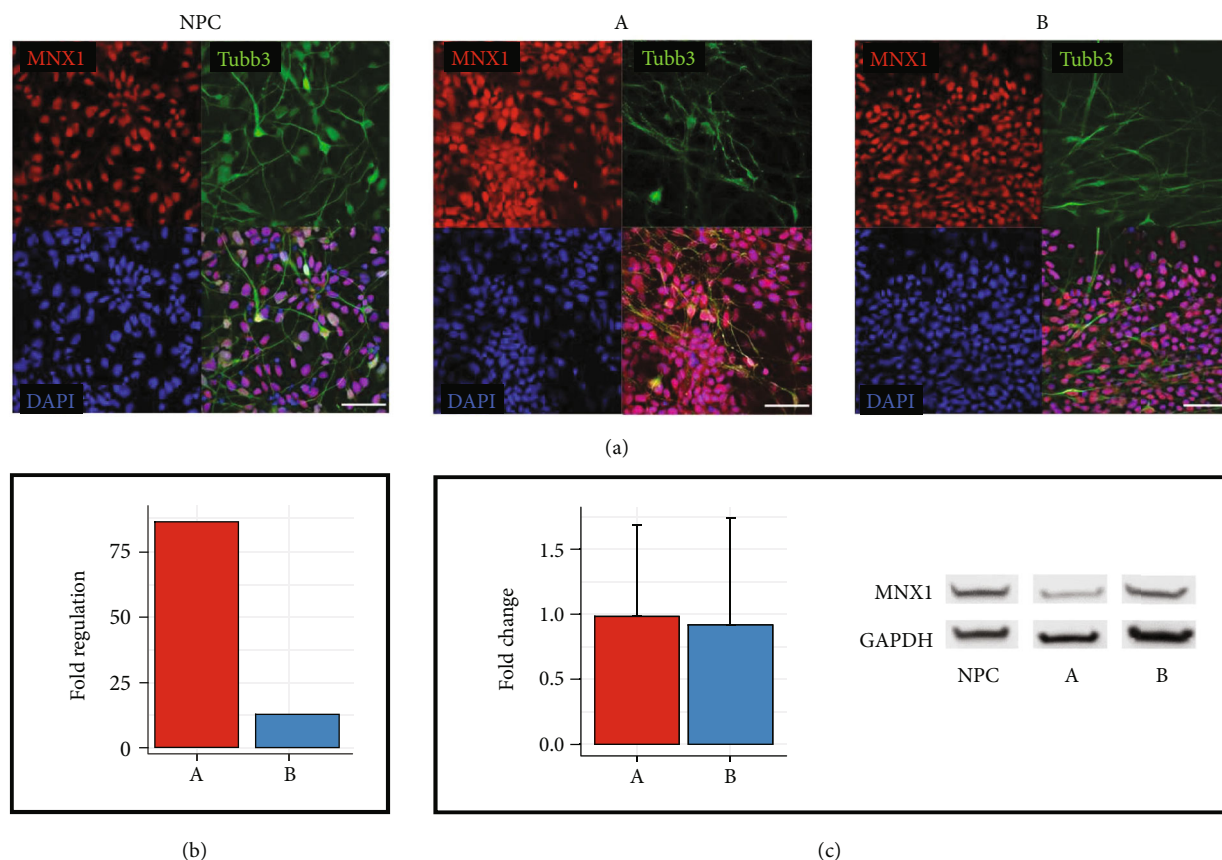 NPC
A
B
MNX1
Tubb3
MNX1
Tubb3
MNX1
Tubb3
DAPI
DAPI
DAPI
(a)
Fold regulation
75
50
25
0
A
B
(b)
Fold change
1.5
1.0
0.5
0.0
A
B
MNX1
GAPDH
NPC
A
B
(c)